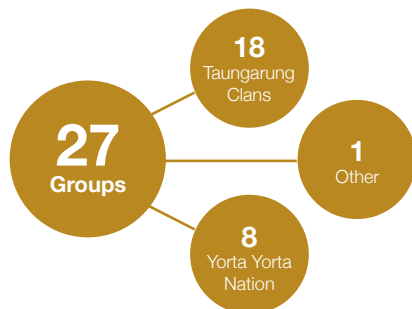 27
Groups
18
Taungarung
Clans
1
Other
8
Yorta Yorta
Nation